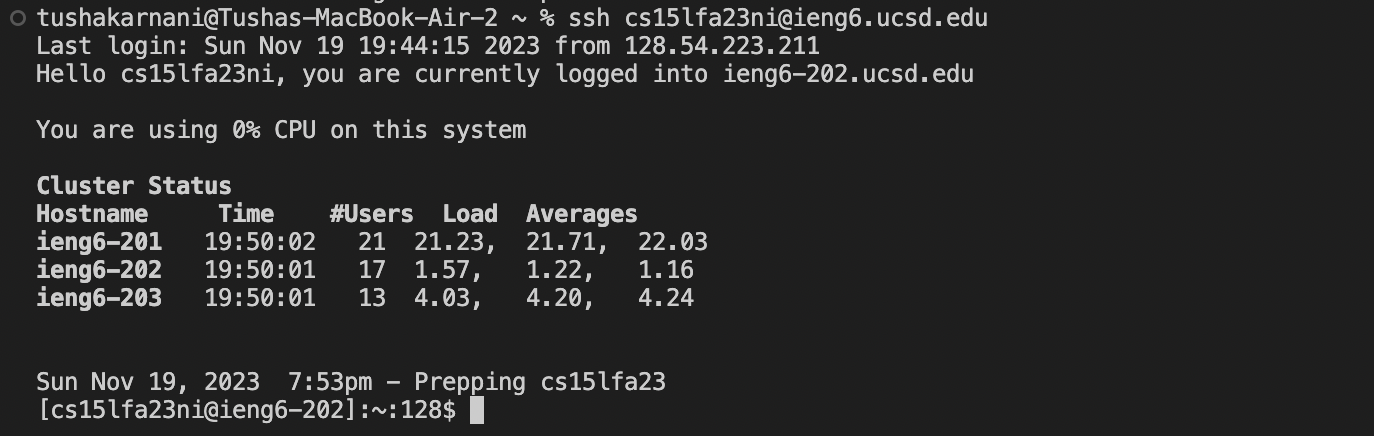 tushakarnani@Tushas-MacBook-Air-2 ~ % ssh cs15lfa23ni@ieng6.ucsd.edu
Last login: Sun Nov 19 19:44:15 2023 from 128.54.223.211
Hello cs15lfa23ni, you are currently logged into ieng6-202.ucsd.edu
You are using 0% CPU on this system
Cluster Status
Hostname     Time    #Users  Load  Averages
ieng6-201   19:50:02   21  21.23,  21.71,  22.03
ieng6-202   19:50:01   17  1.57,   1.22,   1.16
ieng6-203   19:50:01   13  4.03,   4.20,   4.24
Sun Nov 19, 2023  7:53pm - Prepping cs15lfa23
[cs15lfa23ni@ieng6-202]:~:128$